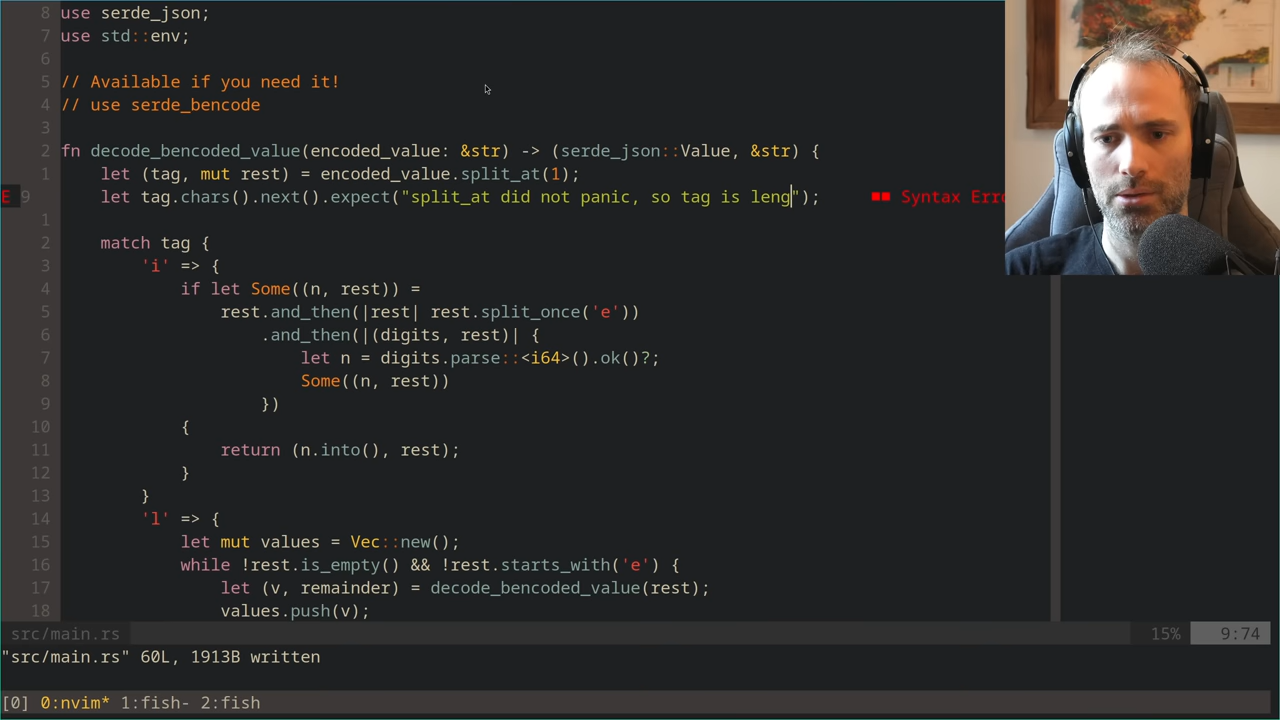 8 use serde_json;
7 use std::env;
6
5 // Available if you need it!
4 // use serde_bencode
3
2 fn decode_bencoded_value(encoded_value: &str) -> (serde_json::Value, &str) {
1 let (tag, mut rest) = encoded_value.split_at(1);
E 9 let tag.chars().next().expect("split_at did not panic, so tag is leng"); ■■ Syntax Erro
1
2 match tag {
3 'i' => {
4 if let Some((n, rest)) =
5 rest.and_then(|rest| rest.split_once('e'))
6 .and_then(|(digits, rest)| {
7 let n = digits.parse::<i64>().ok()?;
8 Some((n, rest))
9 })
10 {
11 return (n.into(), rest);
12 }
13 }
14 'l' => {
15 let mut values = Vec::new();
16 while !rest.is_empty() && !rest.starts_with('e') {
17 let (v, remainder) = decode_bencoded_value(rest);
18 values.push(v);
src/main.rs 15% 9:74
"src/main.rs" 60L, 1913B written
[0] 0:nvim* 1:fish- 2:fish